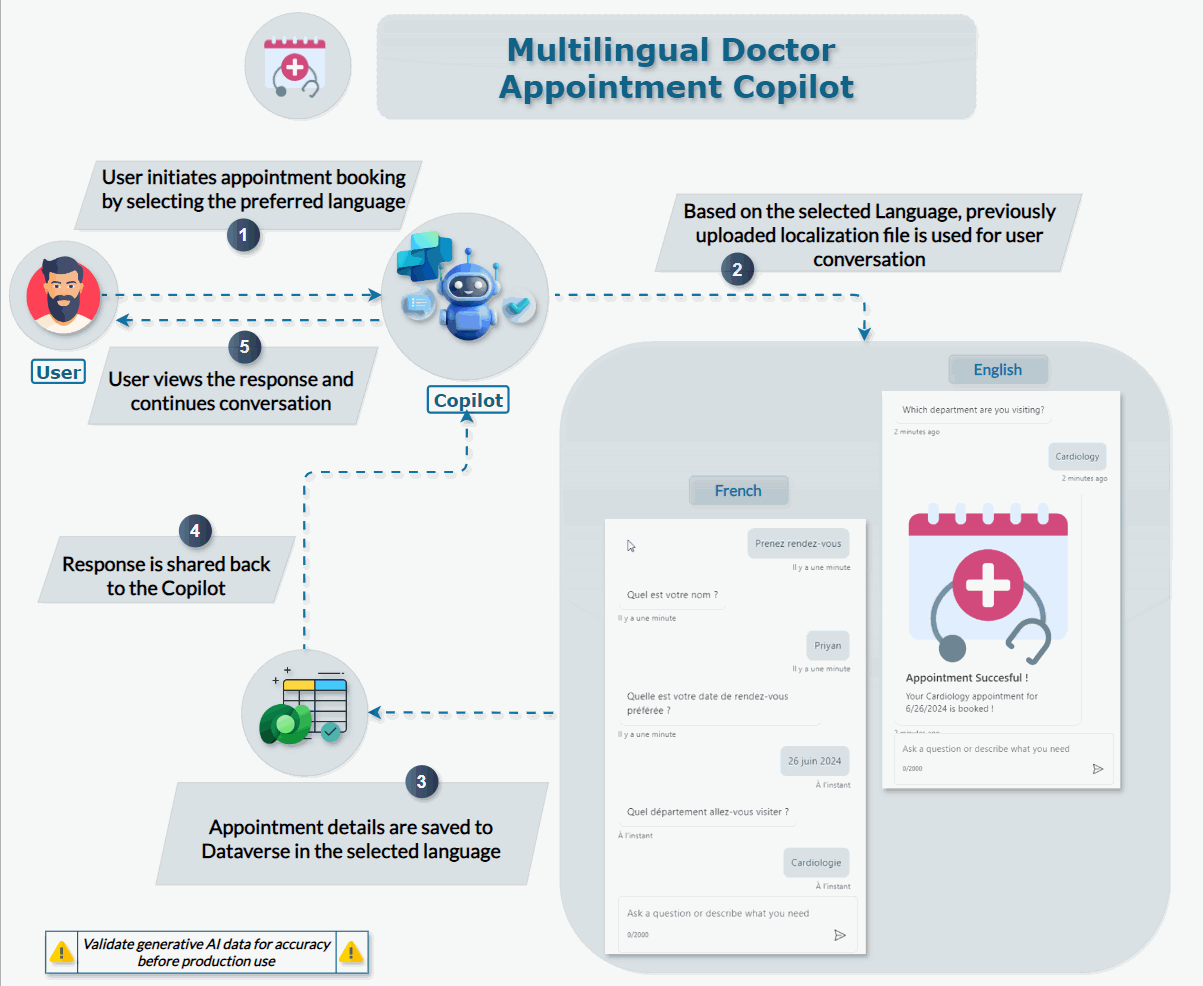 Multilingual Doctor
Appointment Copilot
User initiates appointment booking
by selecting the preferred language
1
Based on the selected Language, previously
uploaded localization file is used for user
conversation
2
5
User
User views the response and
continues conversation
Copilot
4
Response is shared back
to the Copilot
3
Appointment details are saved to
Dataverse in the selected language
Validate generative AI data for accuracy
before production use
French
Prenez rendez-vous
Il y a une minute
Quel est votre nom ?
Il y a une minute
Priyan
Il y a une minute
Quelle est votre date de rendez-vous
préférée ?
Il y a une minute
26 juin 2024
À l'instant
Quel département allez-vous visiter ?
À l'instant
Cardiologie
À l'instant
Ask a question or describe what you need
0/2000
English
Which department are you visiting?
2 minutes ago
Cardiology
2 minutes ago
Appointment Succesful !
Your Cardiology appointment for
6/26/2024 is booked !
2 minutes ago
Ask a question or describe what you need
0/2000